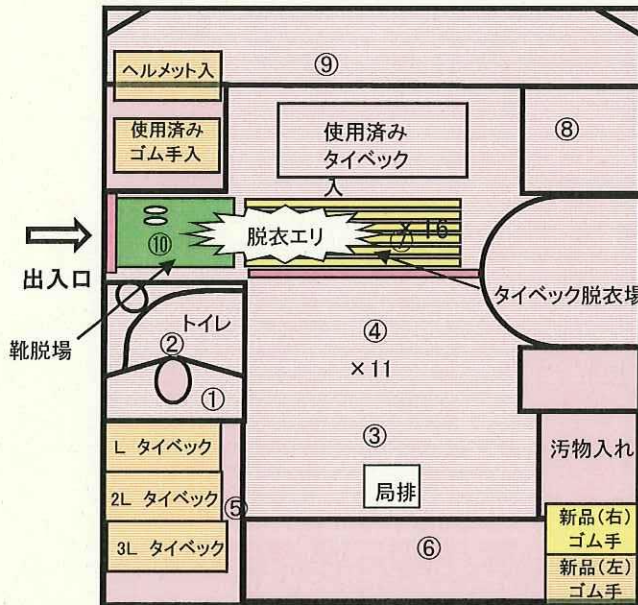 ⑨
ヘルメット入
使用済み
ゴム手入
使用済み
タイベック
入
⑧
⑩
脱衣エリ
⑦
×16
出入口
タイベック脱衣場
靴脱場
トイレ
②
①
④
×11
③
局排
L タイベック
2L タイベック
3L タイベック
⑤
⑥
汚物入れ
新品(右)
ゴム手
新品(左)
ゴム手